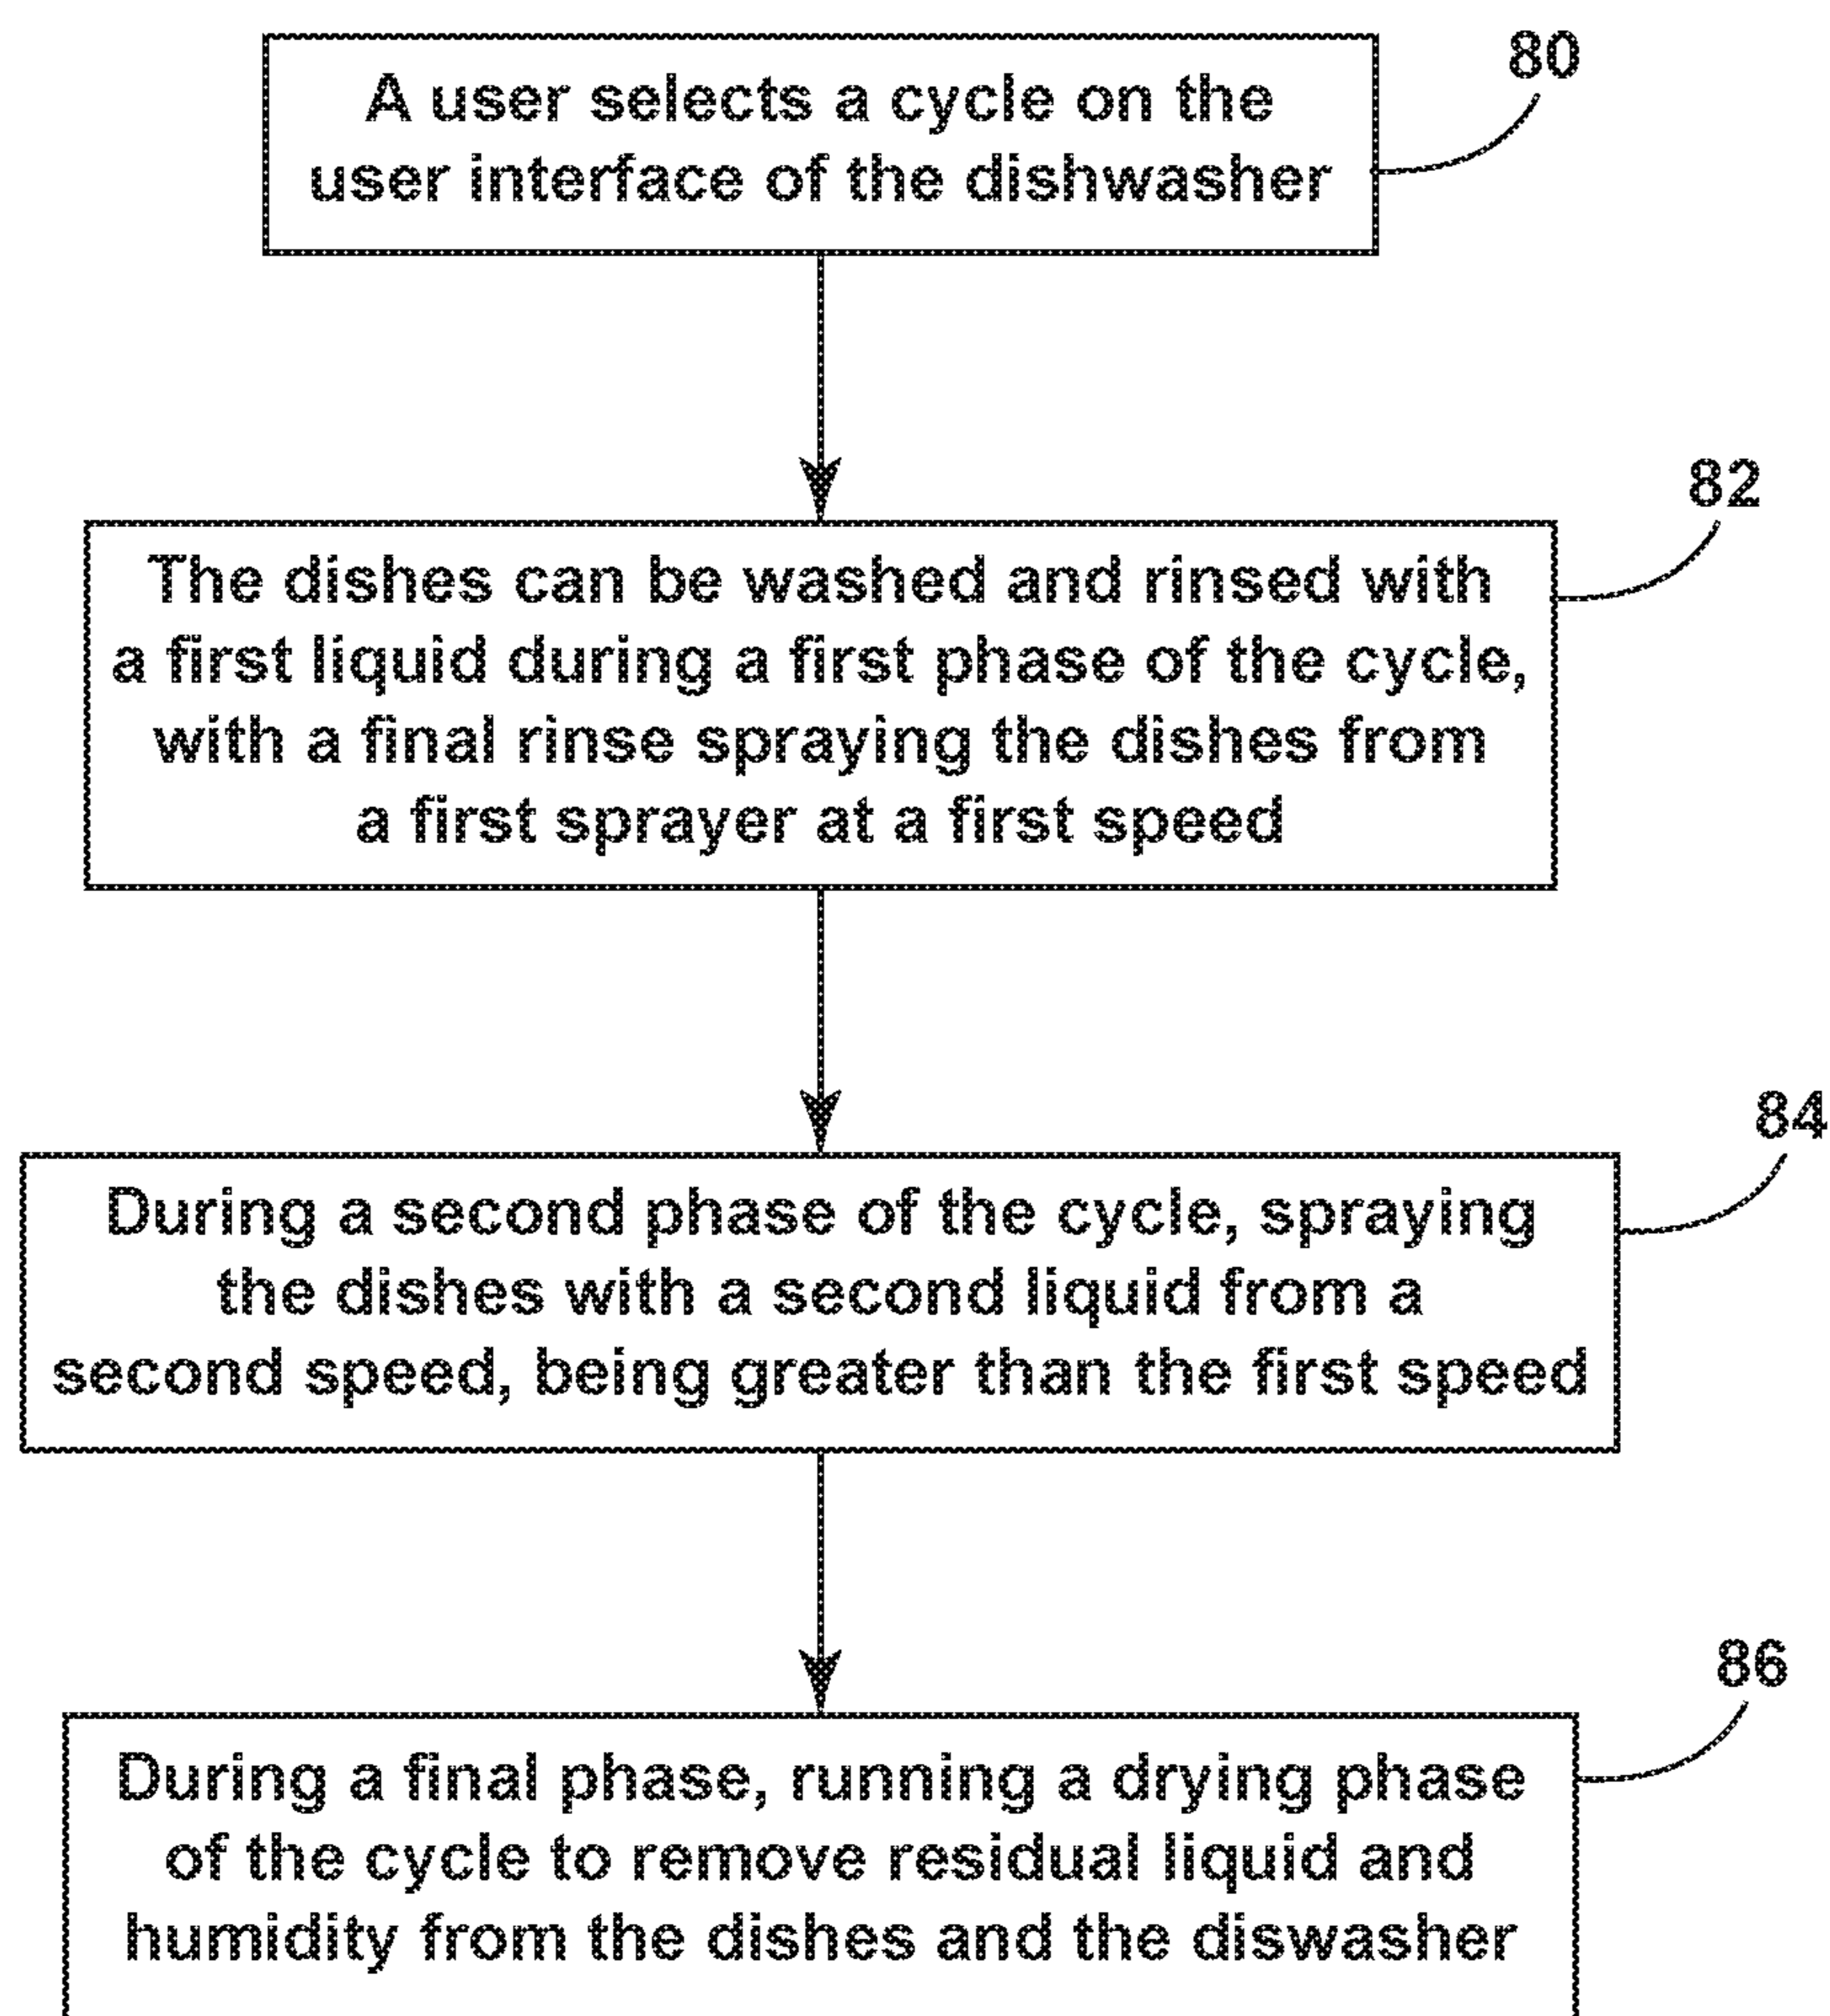 80
A user selects a cycle on the
user interface of the dishwasher
82
The dishes can be washed and rinsed with
a first liquid during a first phase of the cycle,
with a final rinse spraying the dishes from
a first sprayer at a first speed
84
During a second phase of the cycle, spraying
the dishes with a second liquid from a
second speed, being greater than the first speed
86
During a final phase, running a drying phase
of the cycle to remove residual liquid and
humidity from the dishes and the diswasher